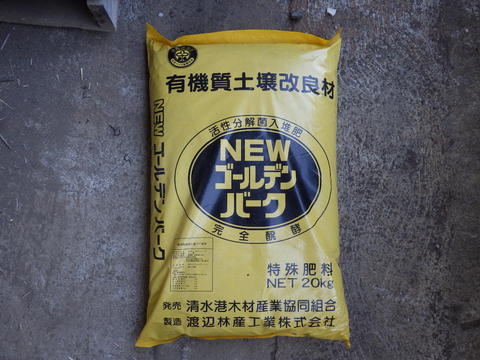 有機質土壌改良材
活性分解菌入堆肥
NEW
ゴールデン
バーク
完全醗酵
NEW ゴールデンバーク
特殊肥料
NET 20kg
発売 清水港木材産業協同組合
製造 渡辺林産工業株式会社